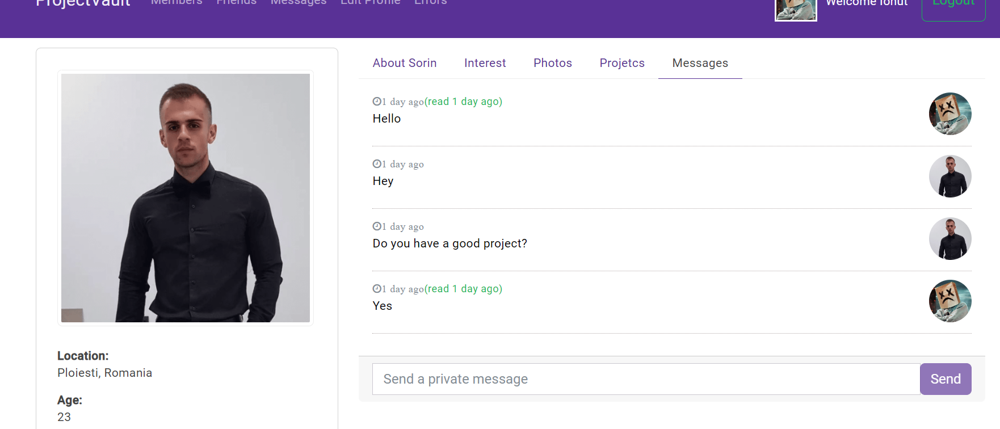 ProjectVault Members Friends Messages Edit Profile Errors Welcome Ionut Logout
About Sorin Interest Photos Projetcs Messages
1 day ago(read 1 day ago)
Hello
1 day ago
Hey
1 day ago
Do you have a good project?
1 day ago(read 1 day ago)
Yes
Send a private message Send
Location:
Ploiesti, Romania
Age:
23